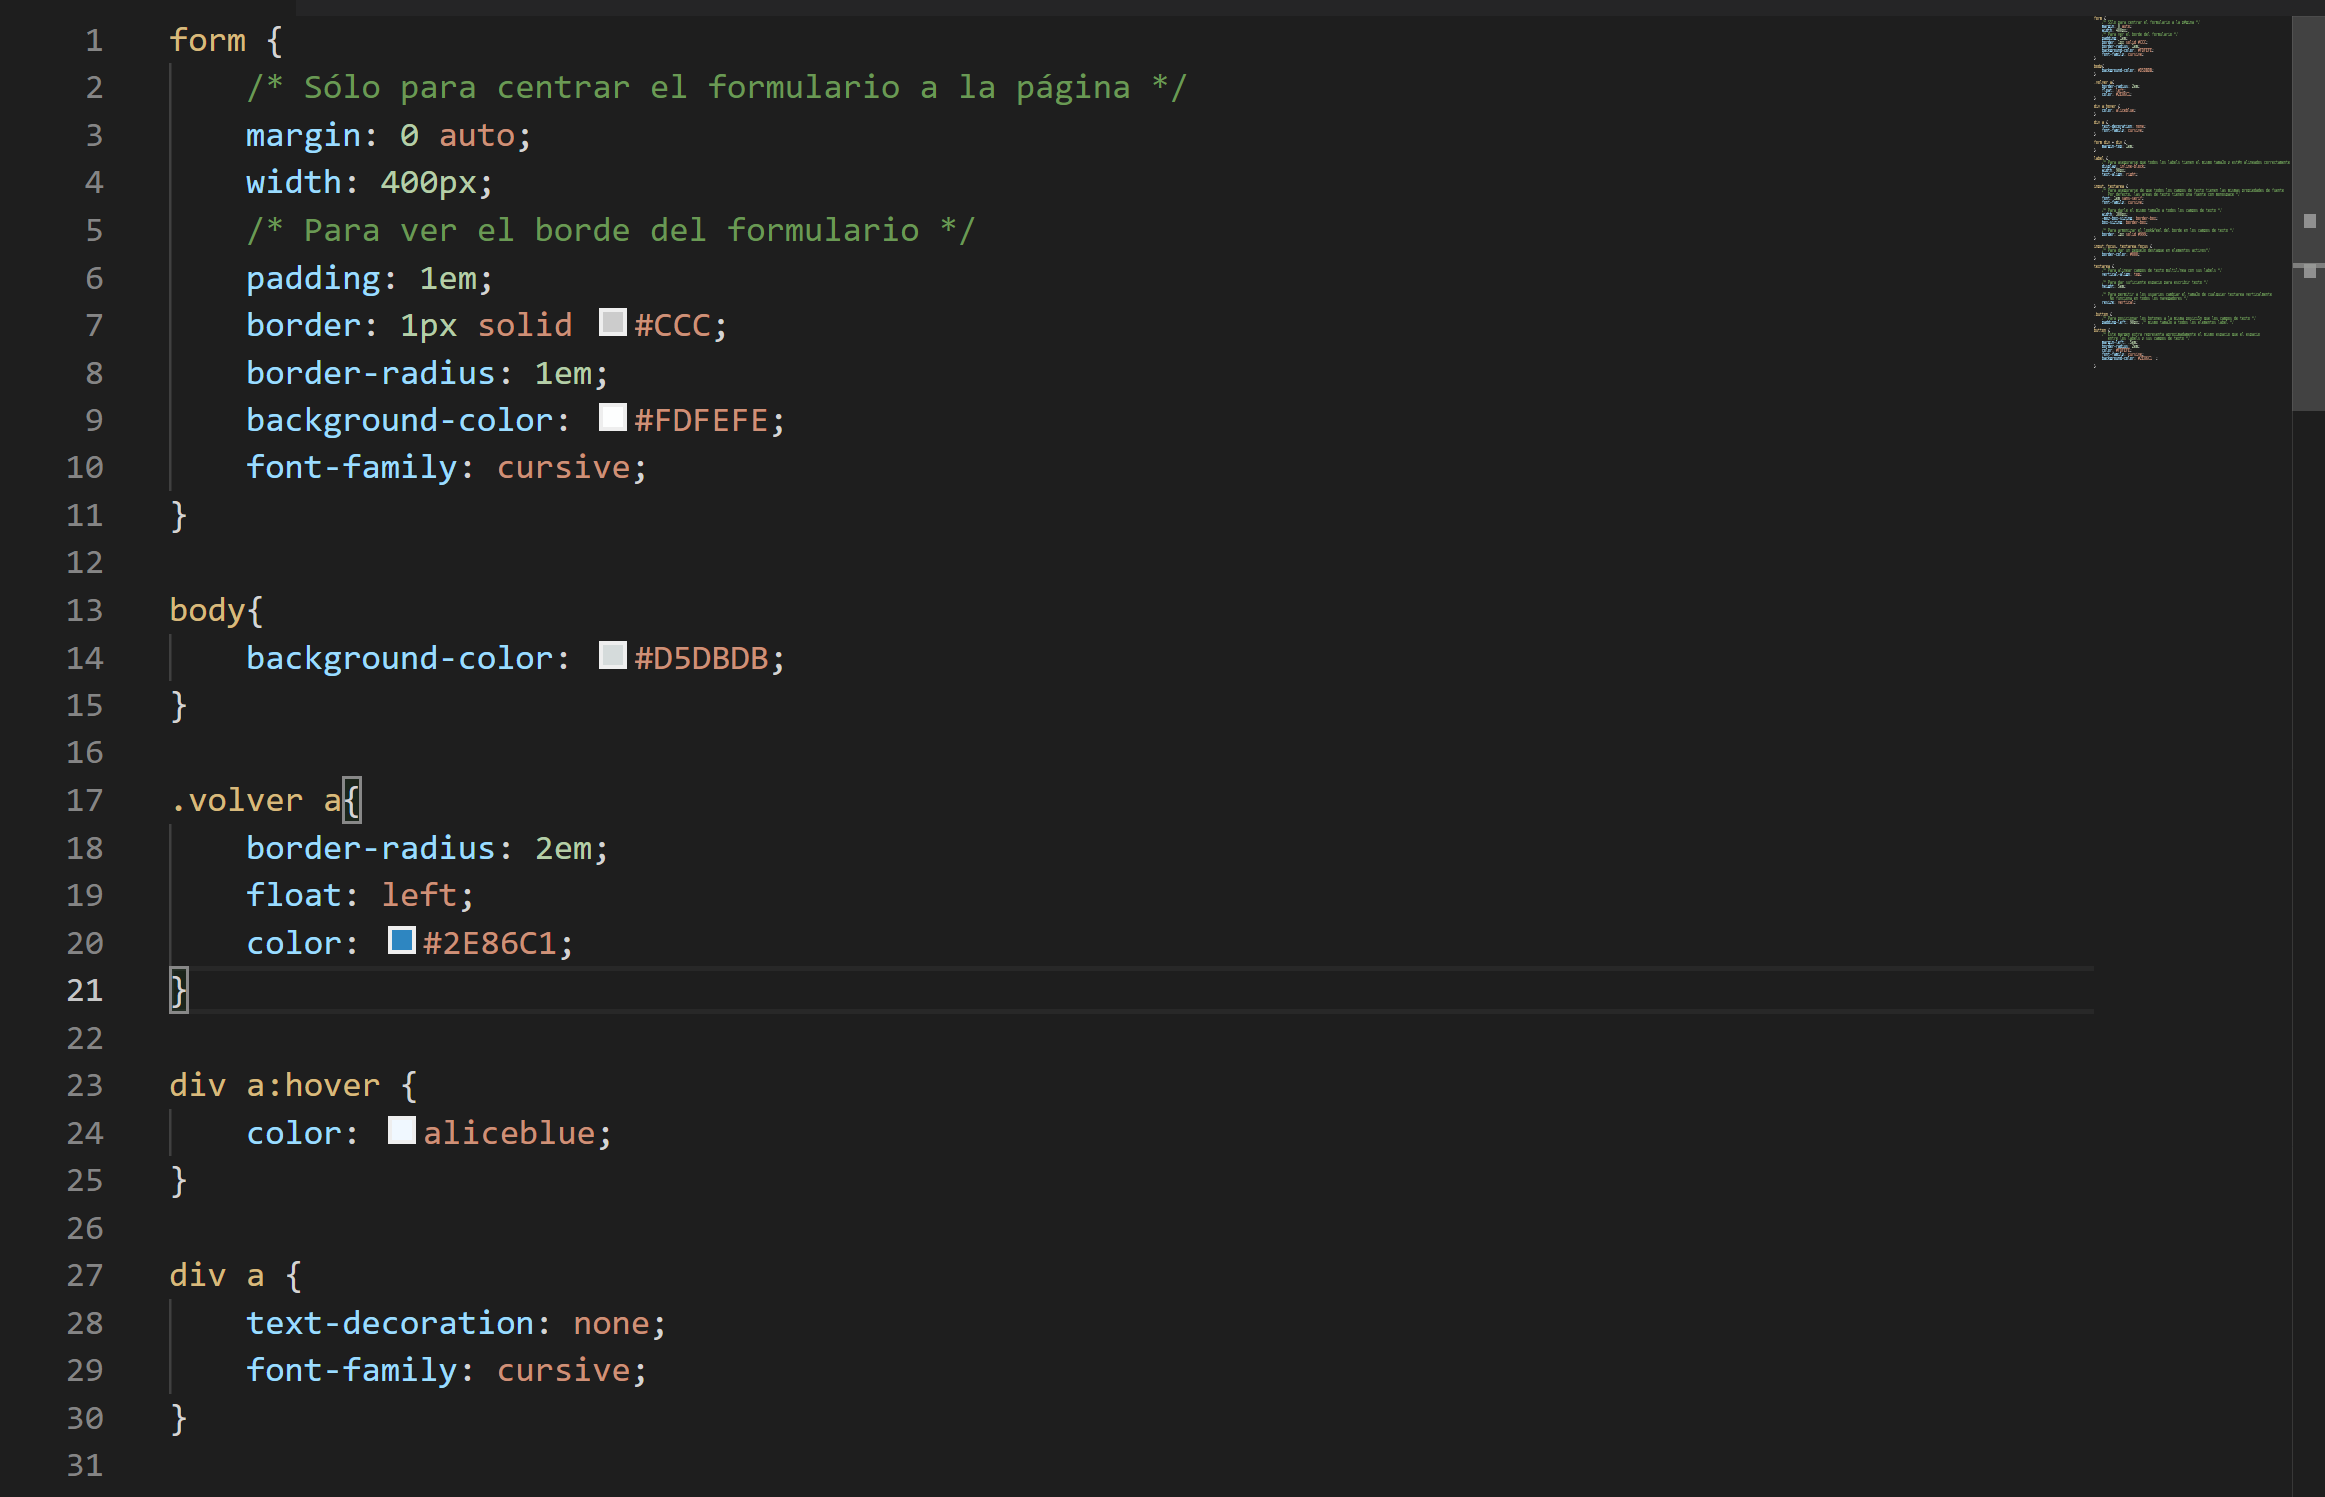 1 form {
2 /* Sólo para centrar el formulario a la página */
3 margin: 0 auto;
4 width: 400px;
5 /* Para ver el borde del formulario */
6 padding: 1em;
7 border: 1px solid #CCC;
8 border-radius: 1em;
9 background-color: #FDFEFE;
10 font-family: cursive;
11 }
12
13 body{
14 background-color: #D5DBDB;
15 }
16
17 .volver a{
18 border-radius: 2em;
19 float: left;
20 color: #2E86C1;
21 }
22
23 div a:hover {
24 color: aliceblue;
25 }
26
27 div a {
28 text-decoration: none;
29 font-family: cursive;
30 }
31